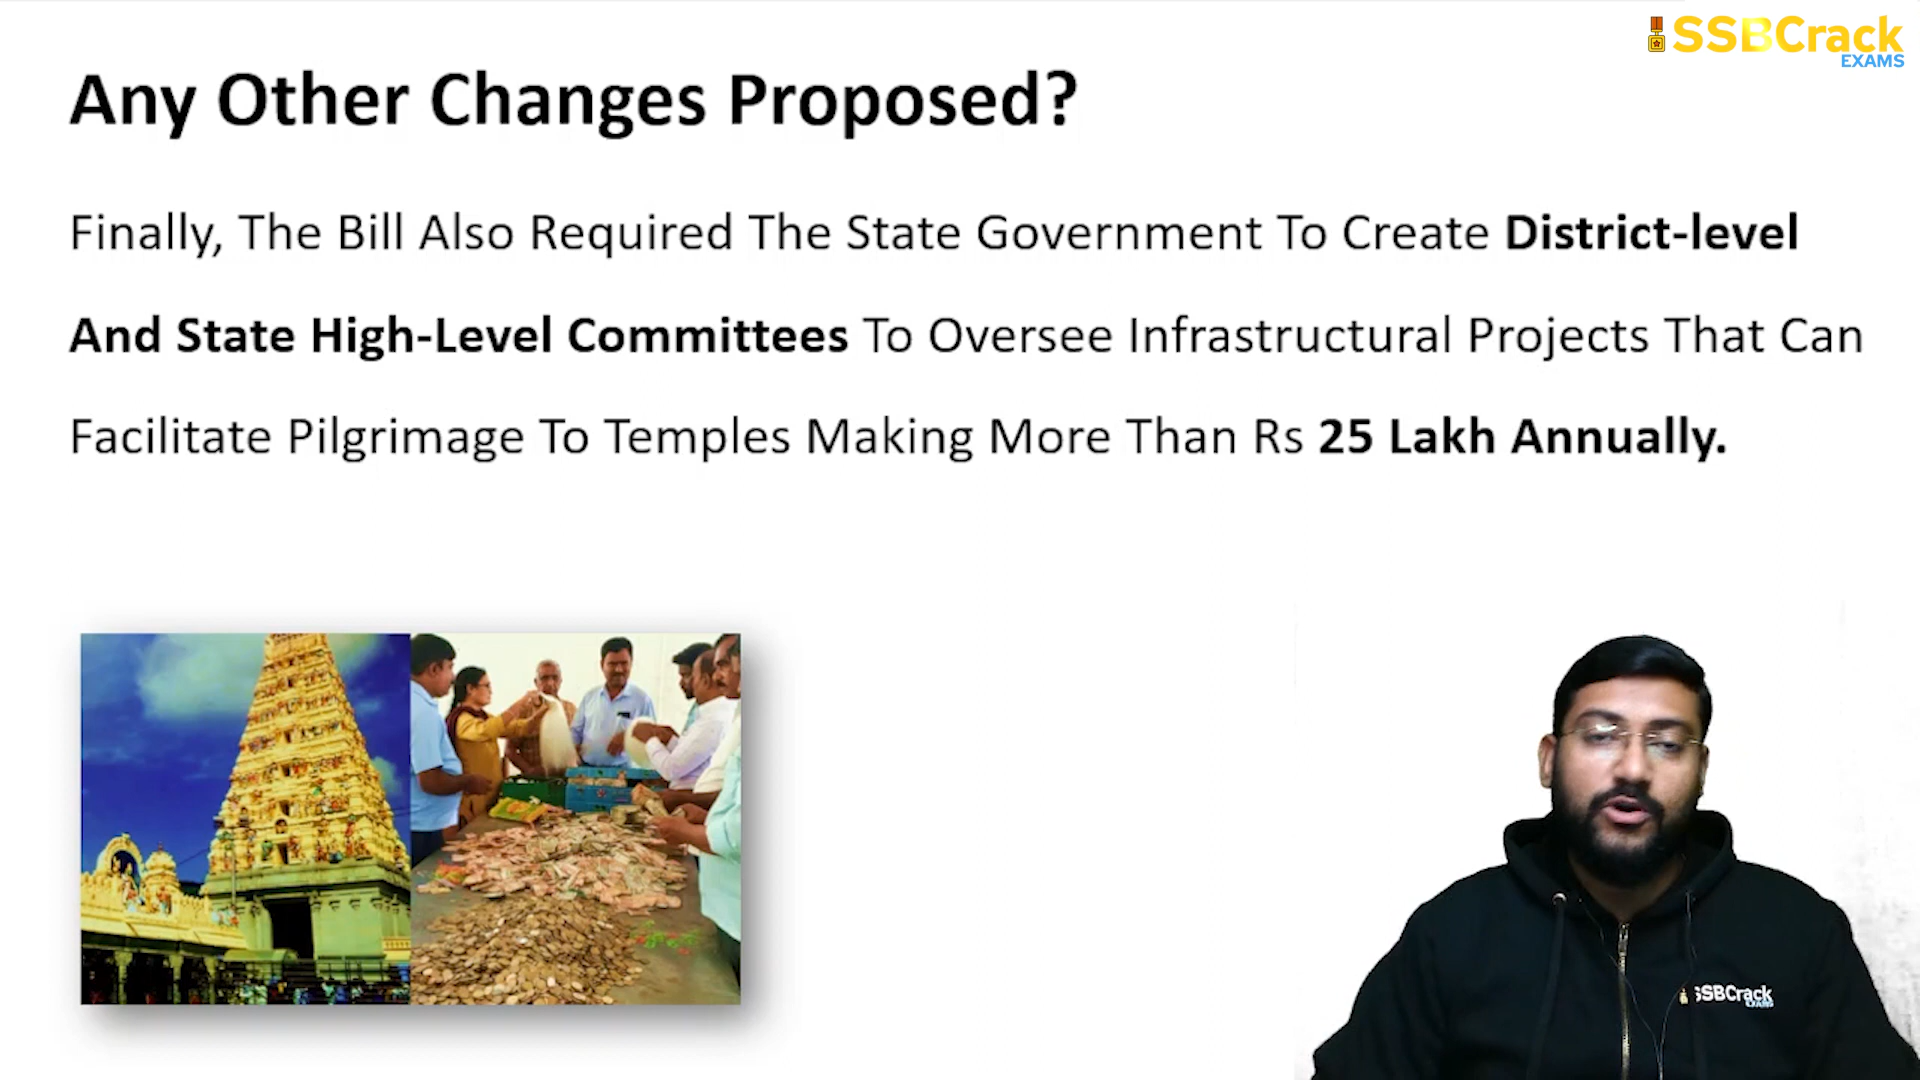 SSBCrack
EXAMS
Any Other Changes Proposed?
Finally, The Bill Also Required The State Government To Create District-level
And State High-Level Committees To Oversee Infrastructural Projects That Can
Facilitate Pilgrimage To Temples Making More Than Rs 25 Lakh Annually.
SSBCrack
EXAMS